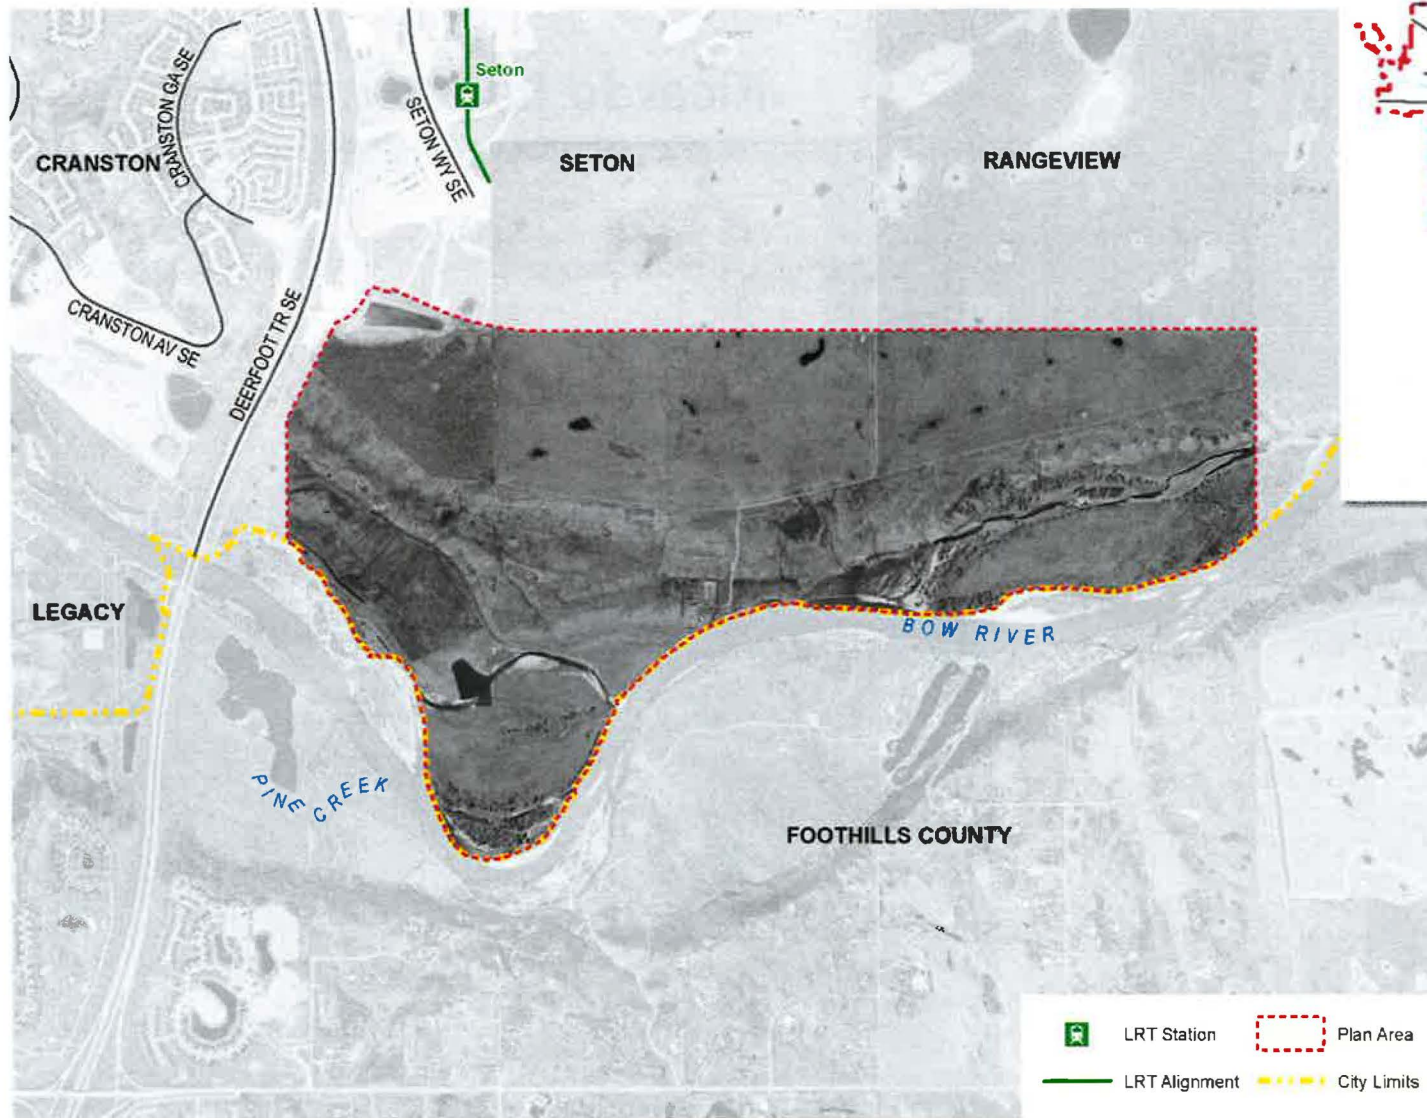 Seton
CRANSTON GA SE
SETON WY SE
CRANSTON
SETON
RANGEVIEW
CRANSTON AV SE
DEERFOOT TR SE
LEGACY
BOW RIVER
PINE CREEK
FOOTHILLS COUNTY
LRT Station
Plan Area
LRT Alignment
City Limits